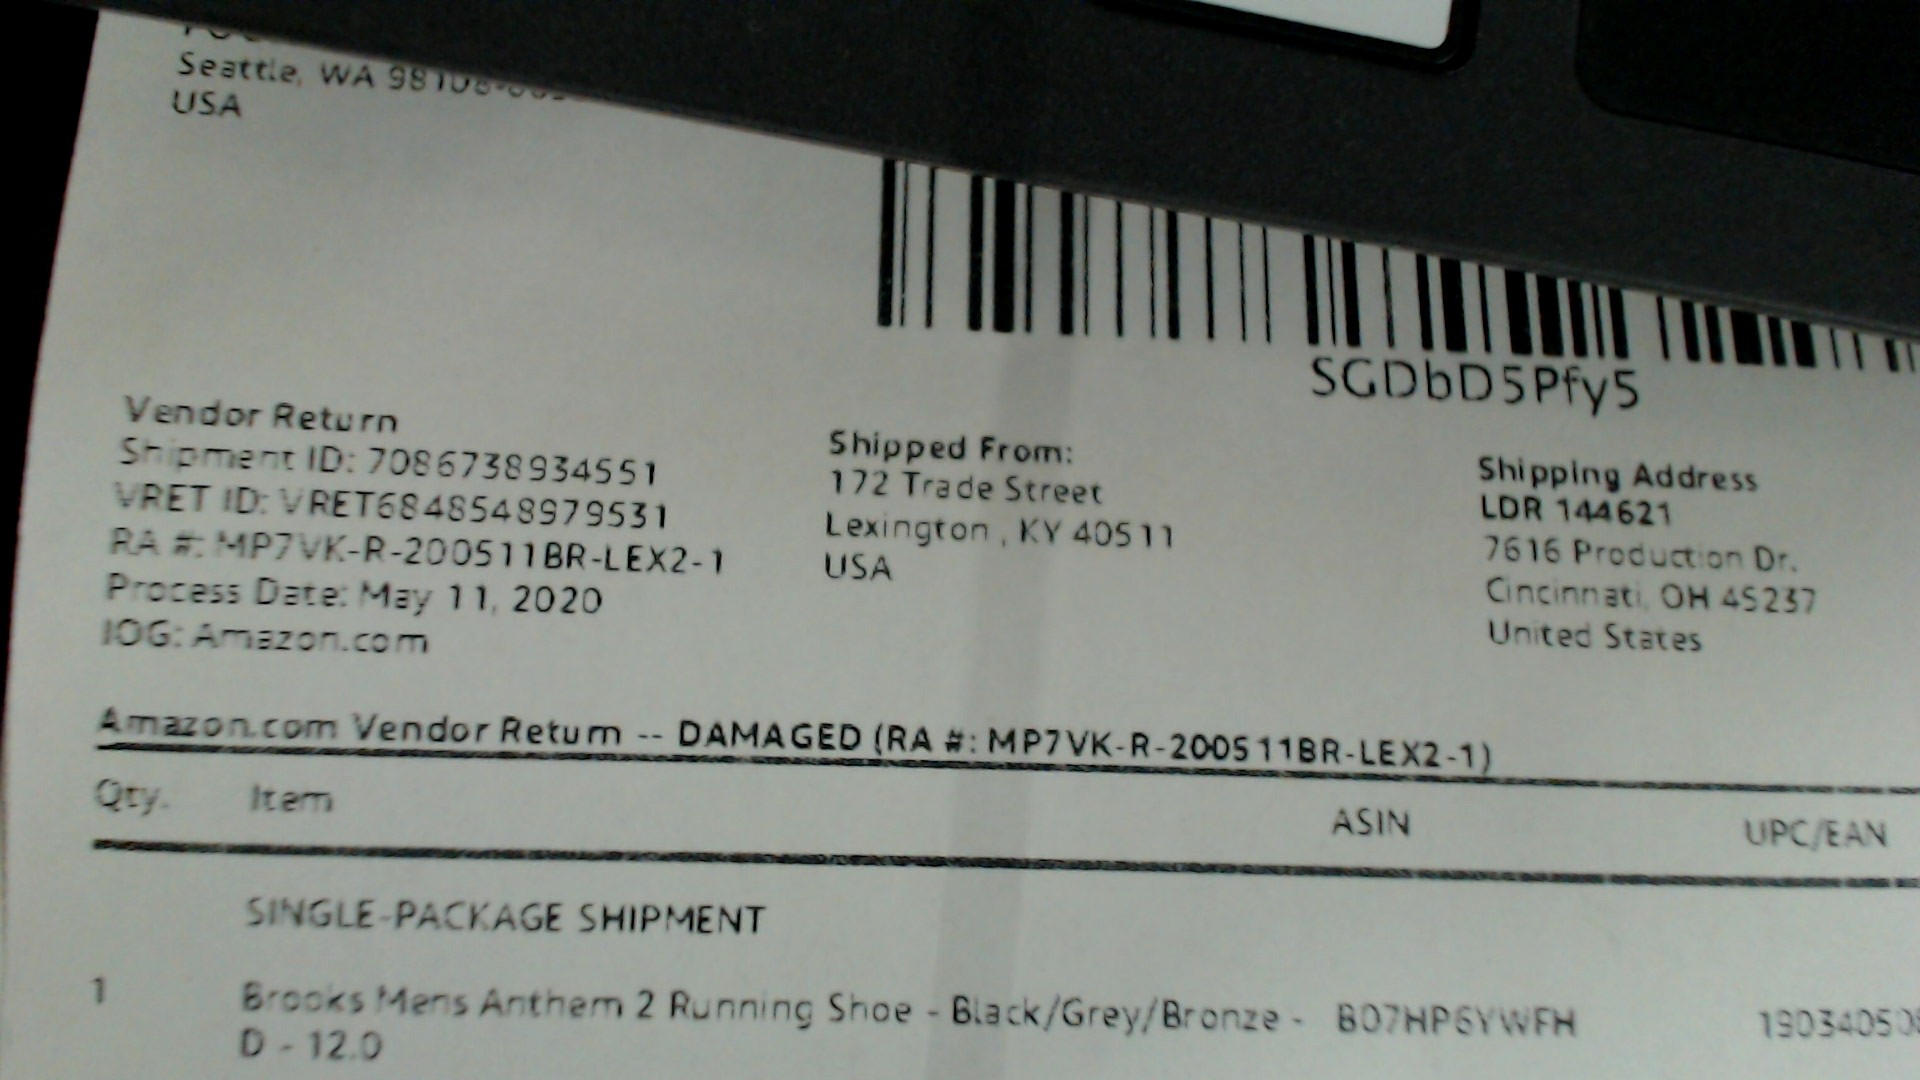 Seattle, WA
USA
SGDbD5Pfy5
Vendor Return
Shipment ID: 7086738934551
VRET ID: VRET6848548979531
RA #: MP7VK-R-200511BR-LEX2-1
Process Date: May 11, 2020
IOG: Amazon.com
Shipped From:
172 Trade Street
Lexington , KY 40511
USA
Shipping Address
LDR 144621
7616 Production Dr.
Cincinnati, OH 45237
United States
Amazon.com Vendor Return -- DAMAGED (RA #: MP7VK-R-200511BR-LEX2-1)
Qty. Item ASIN UPC/EAN
SINGLE-PACKAGE SHIPMENT
1 Brooks Mens Anthem 2 Running Shoe - Black/Grey/Bronze - B07HP6YWFH
D - 12.0